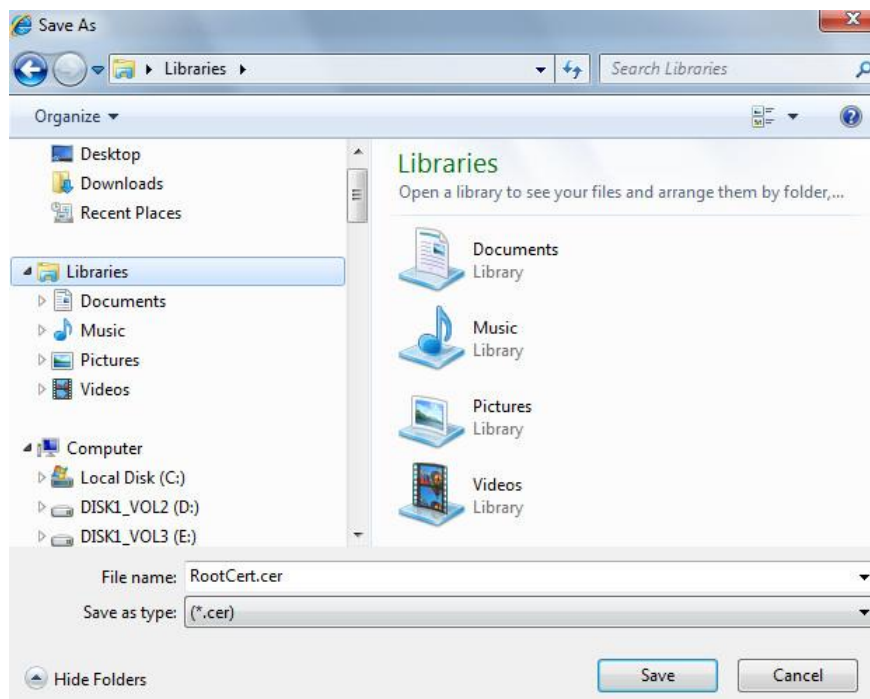 Save As
Libraries
Search Libraries
Organize
Desktop
Downloads
Recent Places
Libraries
Documents
Music
Pictures
Videos
Computer
Local Disk (C:)
DISK1_VOL2 (D:)
DISK1_VOL3 (E:)
Libraries
Open a library to see your files and arrange them by folder,...
Documents
Library
Music
Library
Pictures
Library
Videos
Library
File name: RootCert.cer
Save as type: (*.cer)
Hide Folders
Save
Cancel